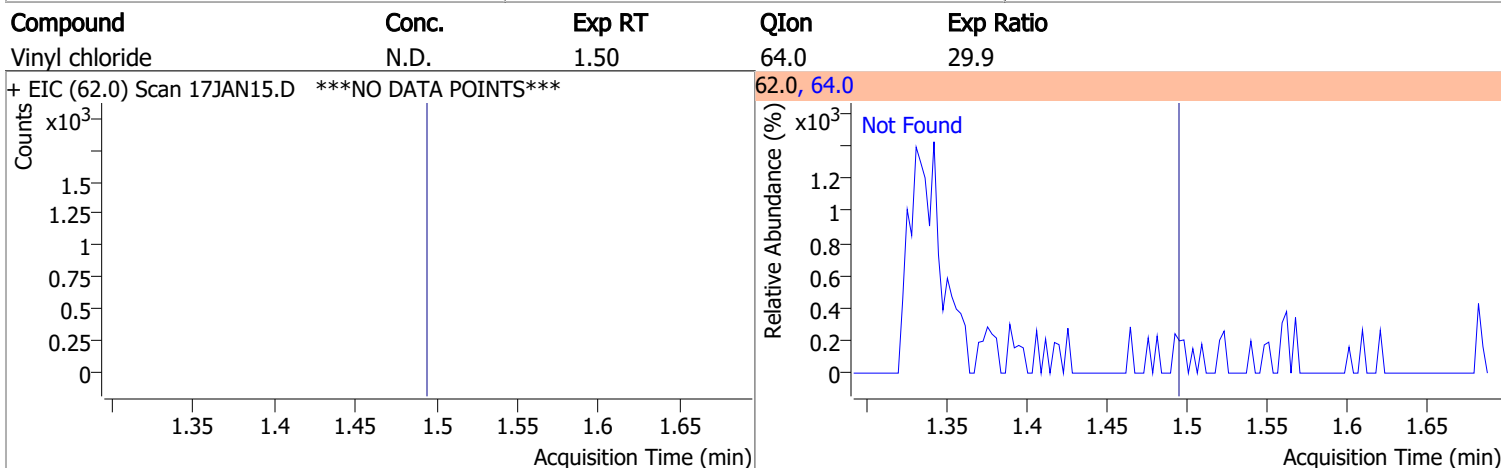 Compound Conc. Exp RT QIon Exp Ratio
Vinyl chloride N.D. 1.50 64.0 29.9
+ EIC (62.0) Scan 17JAN15.D ***NO DATA POINTS***
Counts
x10³
1.5
1.25
1
0.75
0.5
0.25
0
1.35 1.4 1.45 1.5 1.55 1.6 1.65
Acquisition Time (min)
62.0, 64.0
Relative Abundance (%)
x10³
Not Found
1.2
1
0.8
0.6
0.4
0.2
0
1.35 1.4 1.45 1.5 1.55 1.6 1.65
Acquisition Time (min)